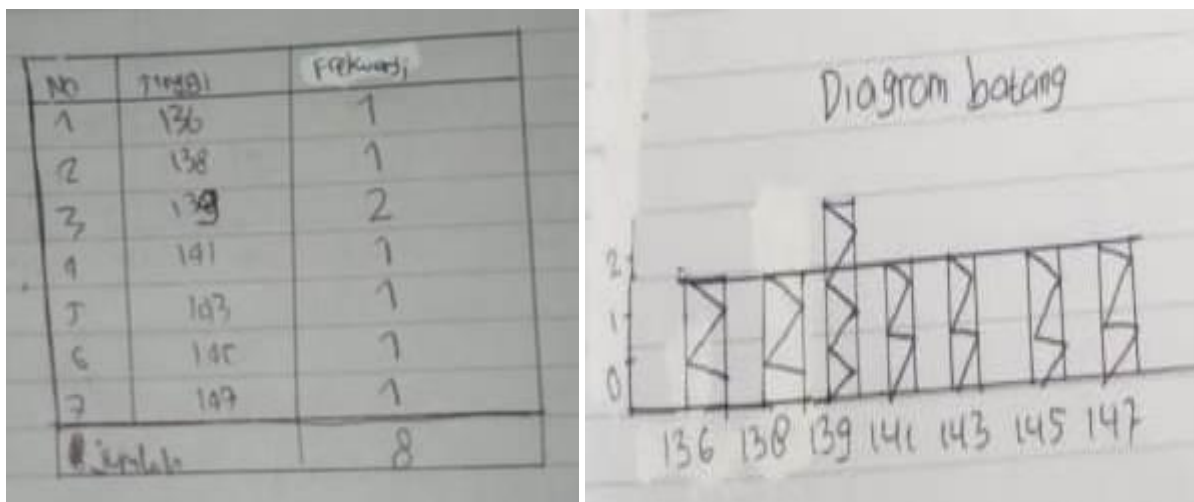 NO Tinggi Frekuensi
1 136 1
2 138 1
3 139 2
4 141 1
5 143 1
6 145 1
7 147 1
Jumlah 8
Diagram batang
2
1
0
136 138 139 141 143 145 147